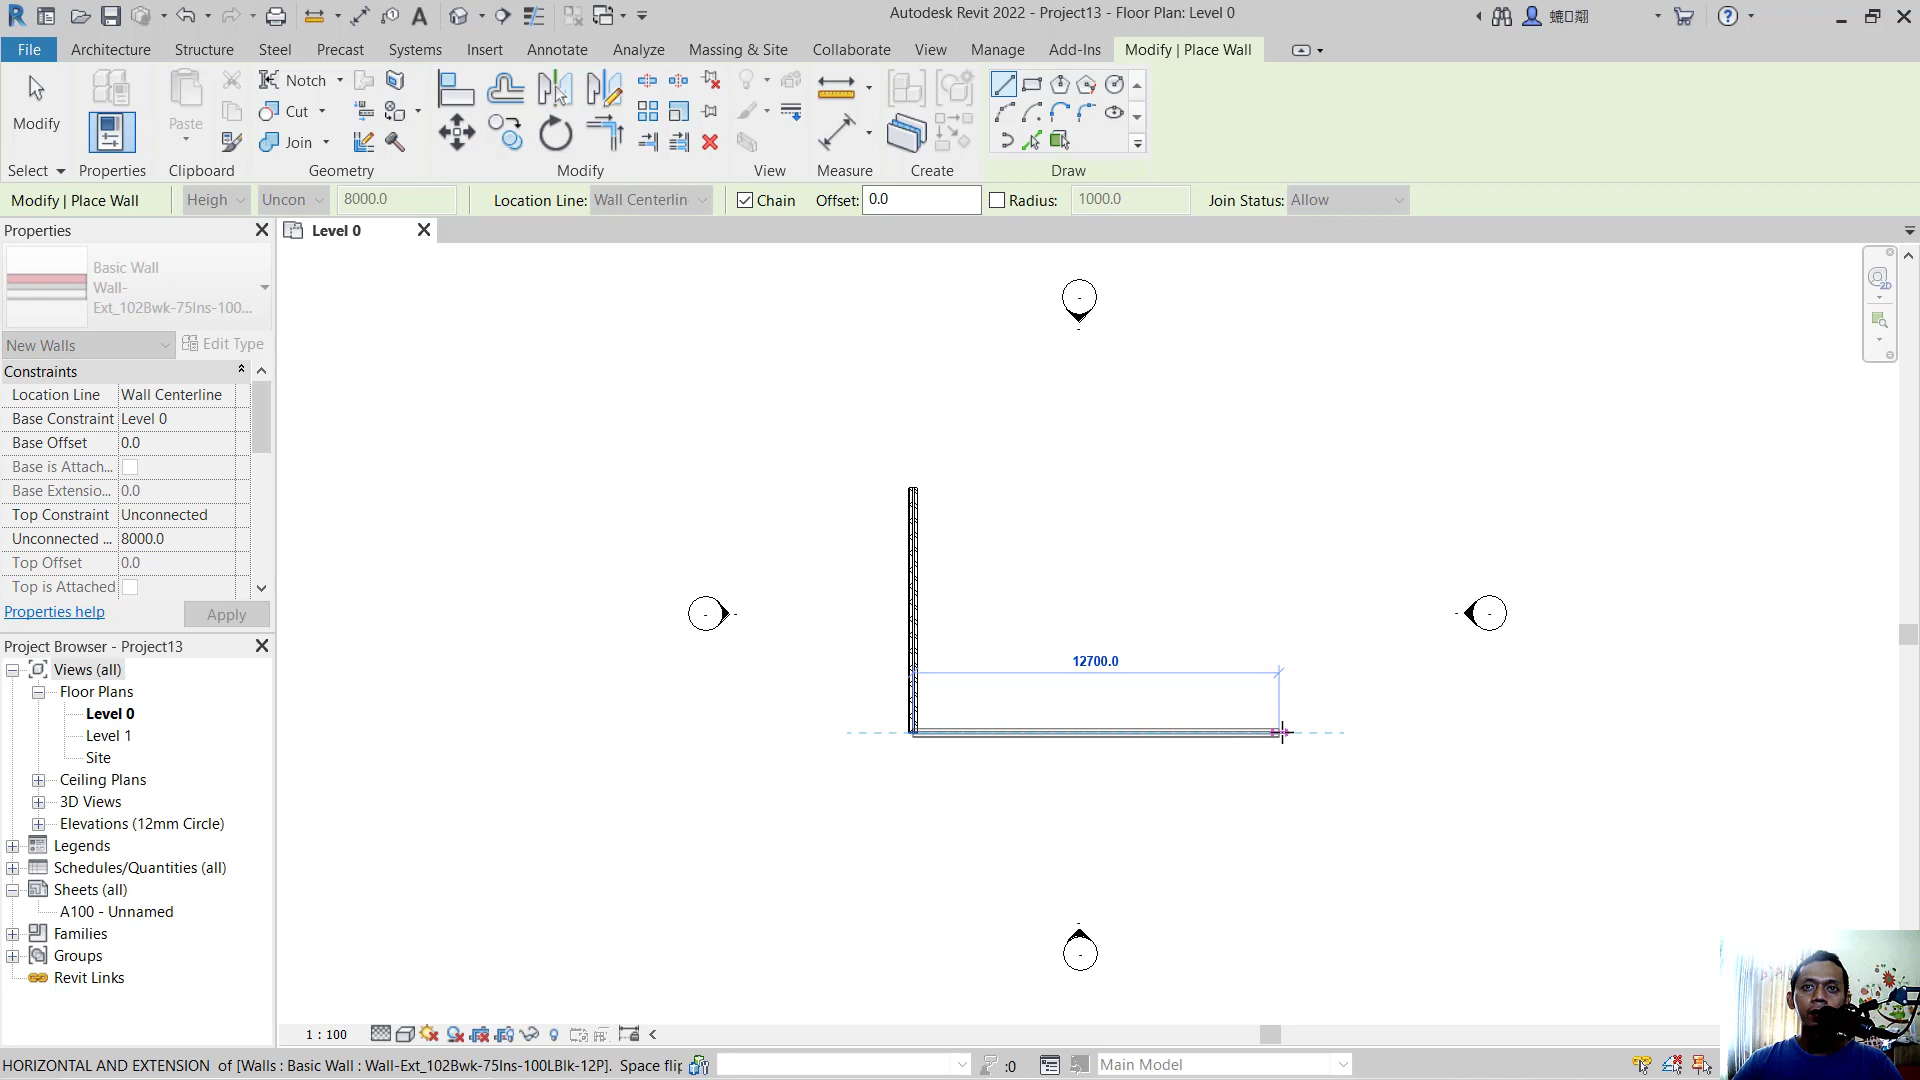 Autodesk Revit 2022 - Project13 - Floor Plan: Level 0
File Architecture Structure Steel Precast Systems Insert Annotate Analyze Massing & Site Collaborate View Manage Add-Ins Modify | Place Wall
Modify
Paste
Notch
Cut
Join
Select Properties Clipboard Geometry Modify View Measure Create Draw
Modify | Place Wall Heigh Uncon 8000.0 Location Line: Wall Centerlin Chain Offset: 0.0 Radius: 1000.0 Join Status: Allow
Properties
Level 0
Basic Wall
Wall-
Ext_102Bwk-75Ins-100...
New Walls Edit Type
Constraints
Location Line Wall Centerline
Base Constraint Level 0
Base Offset 0.0
Base is Attach...
Base Extensio... 0.0
Top Constraint Unconnected
Unconnected ... 8000.0
Top Offset 0.0
Top is Attached
Properties help Apply
Project Browser - Project13
Views (all)
Floor Plans
Level 0
Level 1
Site
Ceiling Plans
3D Views
Elevations (12mm Circle)
Legends
Schedules/Quantities (all)
Sheets (all)
A100 - Unnamed
Families
Groups
Revit Links
12700.0
2D
1 : 100
HORIZONTAL AND EXTENSION of [Walls : Basic Wall : Wall-Ext_102Bwk-75Ins-100LBlk-12P]. Space flip
:0
Main Model